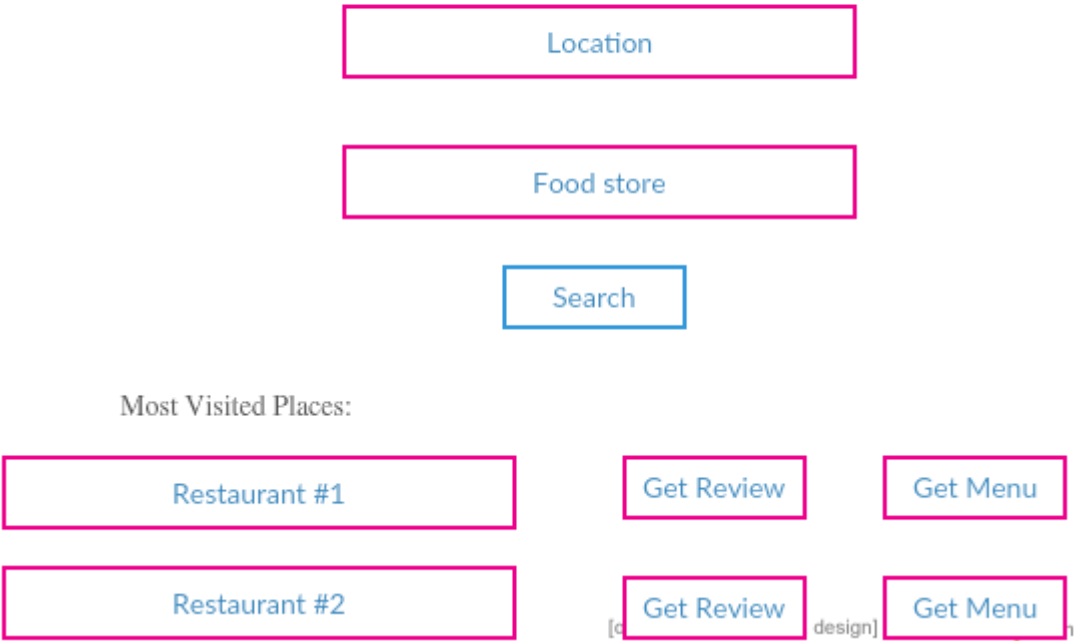 Location
Food store
Search
Most Visited Places:
Restaurant #1 Get Review Get Menu
Restaurant #2 Get Review Get Menu
design]